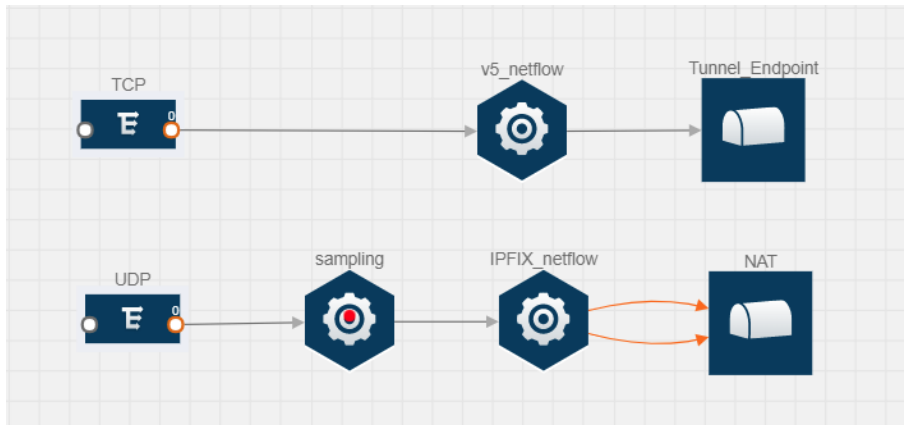 TCP
0
v5_netflow
Tunnel_Endpoint
UDP
0
sampling
IPFIX_netflow
NAT